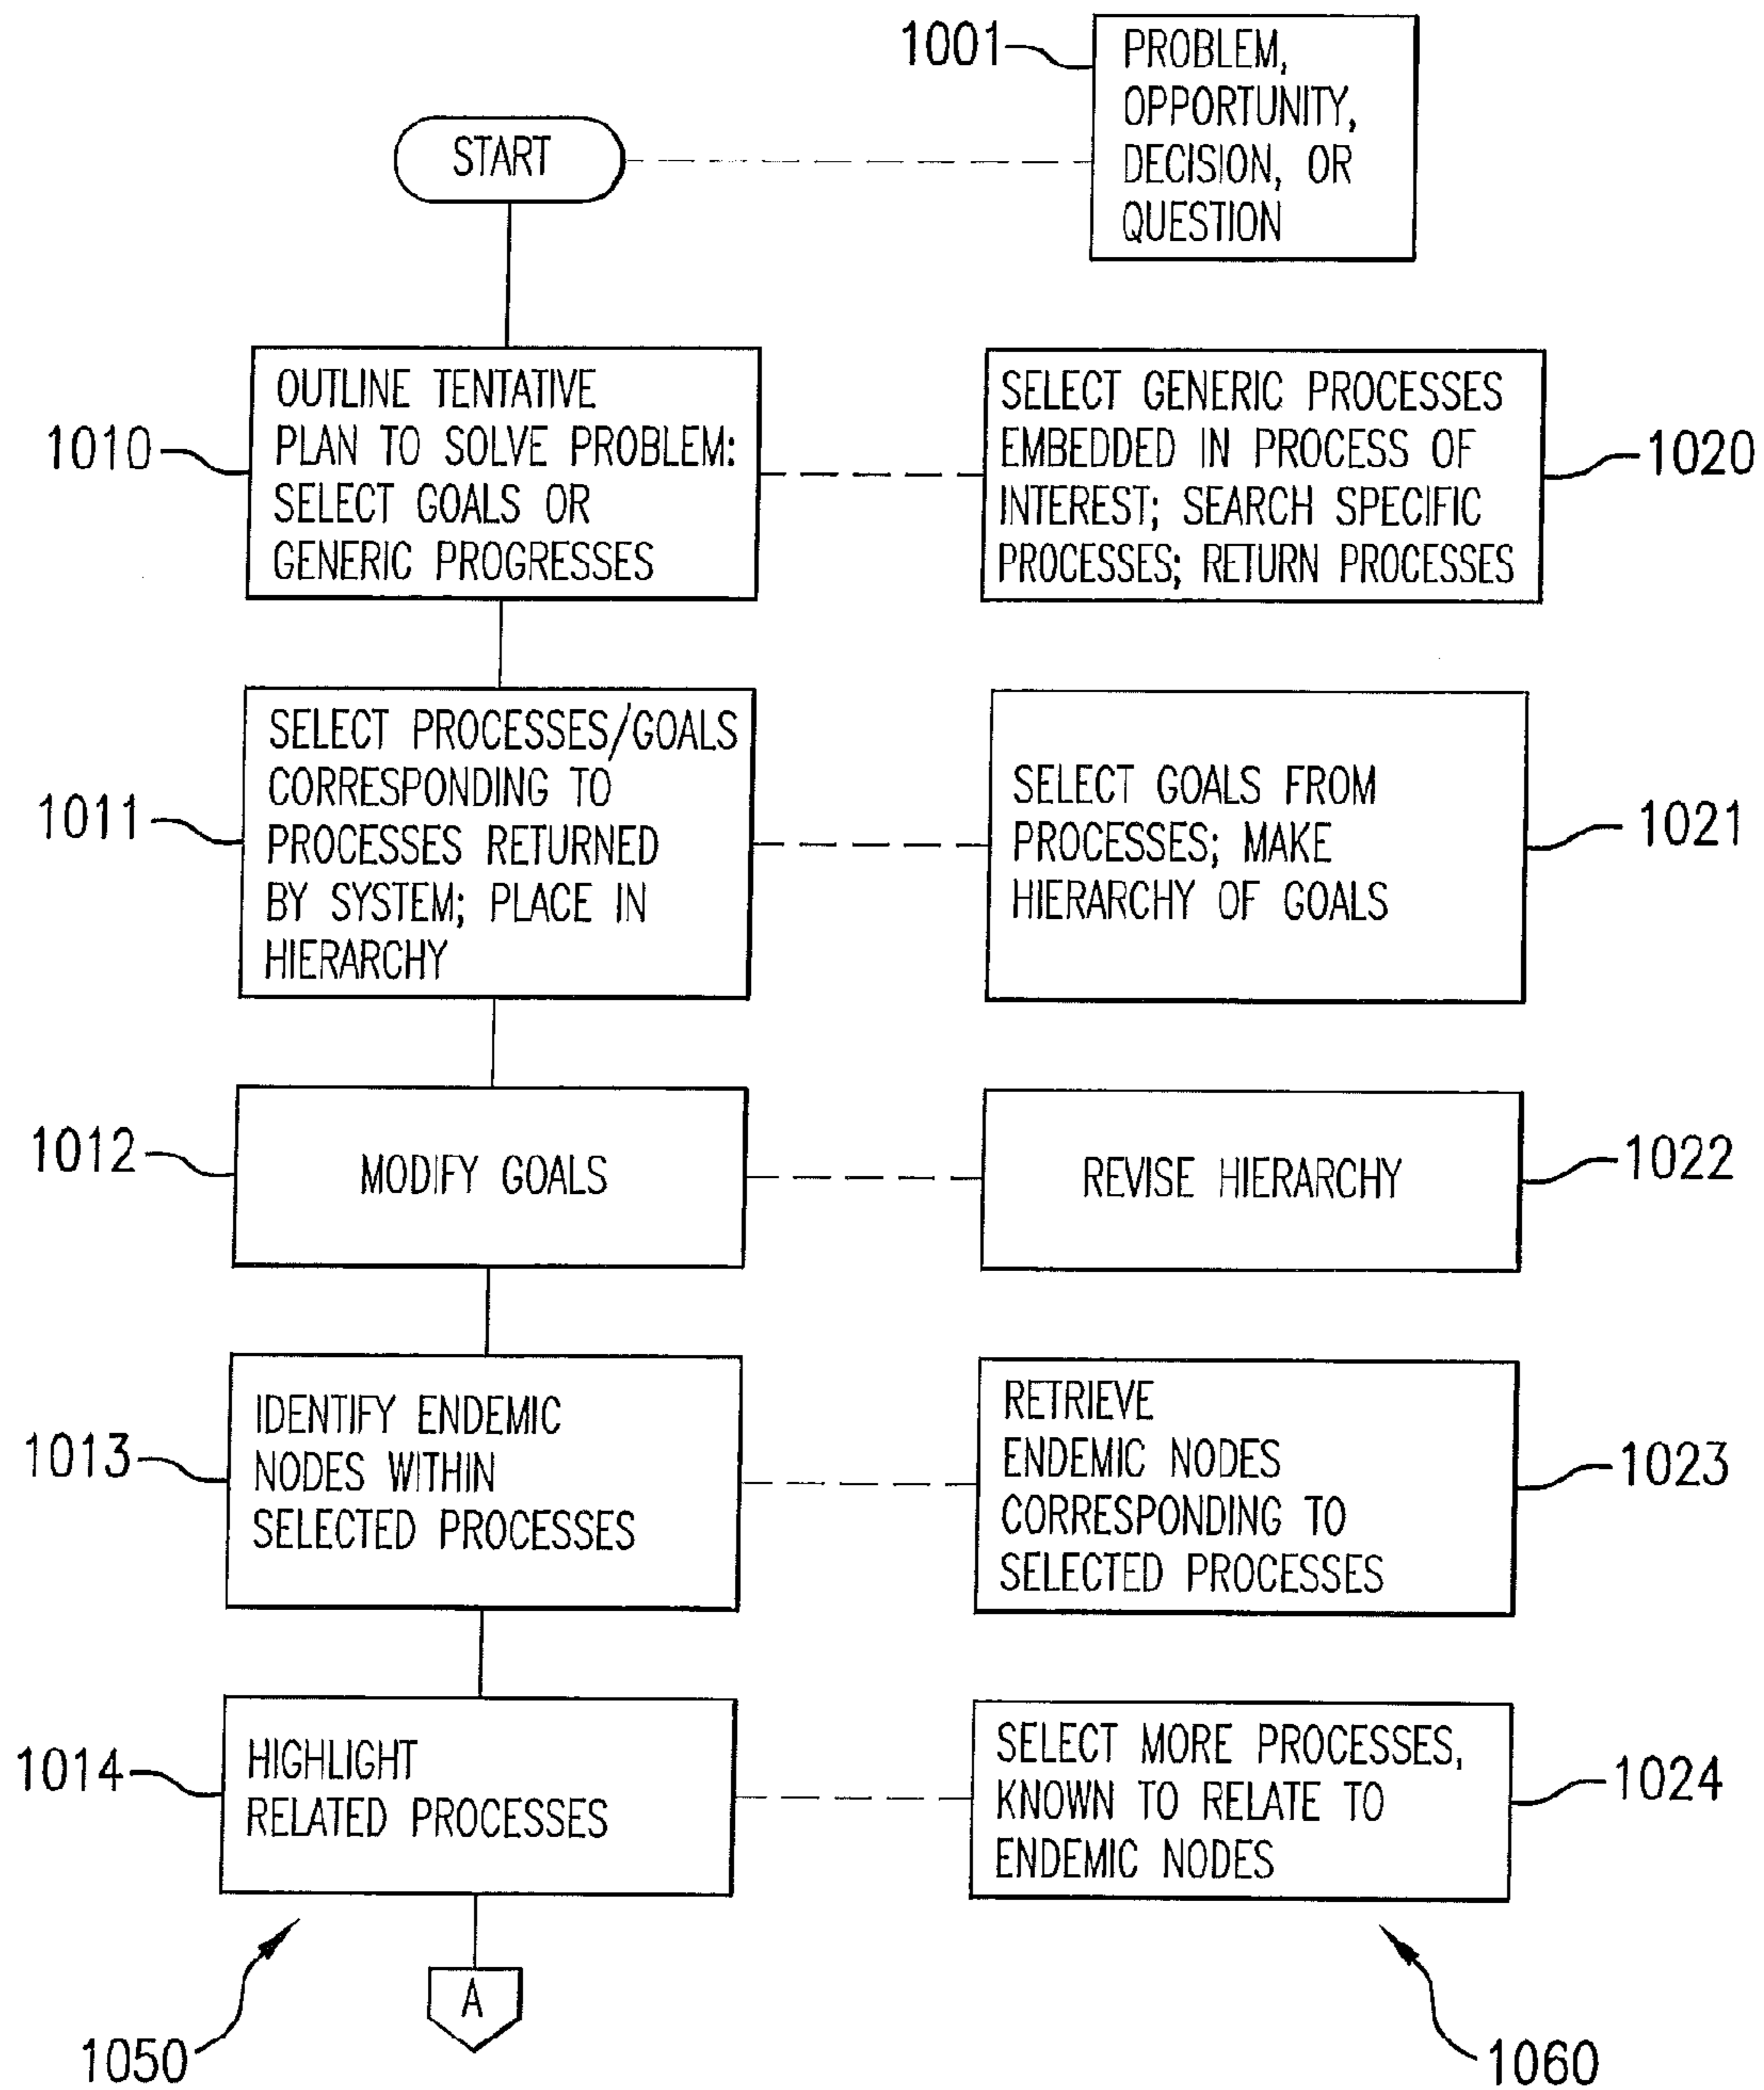 1001
PROBLEM,
OPPORTUNITY,
DECISION, OR
QUESTION
START
1010
OUTLINE TENTATIVE
PLAN TO SOLVE PROBLEM:
SELECT GOALS OR
GENERIC PROGRESSES
SELECT GENERIC PROCESSES
EMBEDDED IN PROCESS OF
INTEREST; SEARCH SPECIFIC
PROCESSES; RETURN PROCESSES
1020
1011
SELECT PROCESSES/GOALS
CORRESPONDING TO
PROCESSES RETURNED
BY SYSTEM; PLACE IN
HIERARCHY
SELECT GOALS FROM
PROCESSES; MAKE
HIERARCHY OF GOALS
1021
1012
MODIFY GOALS
REVISE HIERARCHY
1022
1013
IDENTIFY ENDEMIC
NODES WITHIN
SELECTED PROCESSES
RETRIEVE
ENDEMIC NODES
CORRESPONDING TO
SELECTED PROCESSES
1023
1014
HIGHLIGHT
RELATED PROCESSES
SELECT MORE PROCESSES,
KNOWN TO RELATE TO
ENDEMIC NODES
1024
A
1050
1060